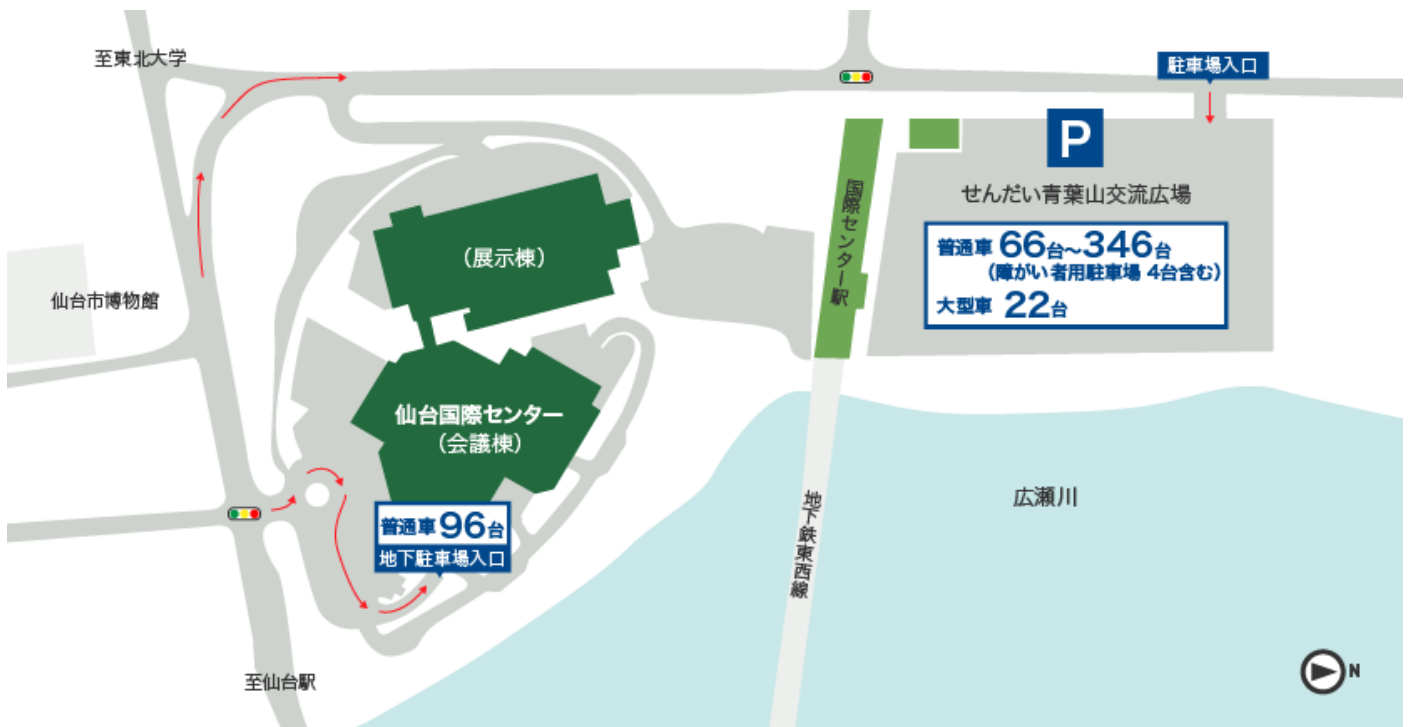 至東北大学
駐車場入口
P
せんだい青葉山交流広場
国際センター駅
普通車 66台~346台
(障がい者用駐車場 4台含む)
大型車 22台
(展示棟)
仙台市博物館
仙台国際センター
(会議棟)
普通車 96台
地下駐車場入口
地下鉄東西線
広瀬川
至仙台駅
N